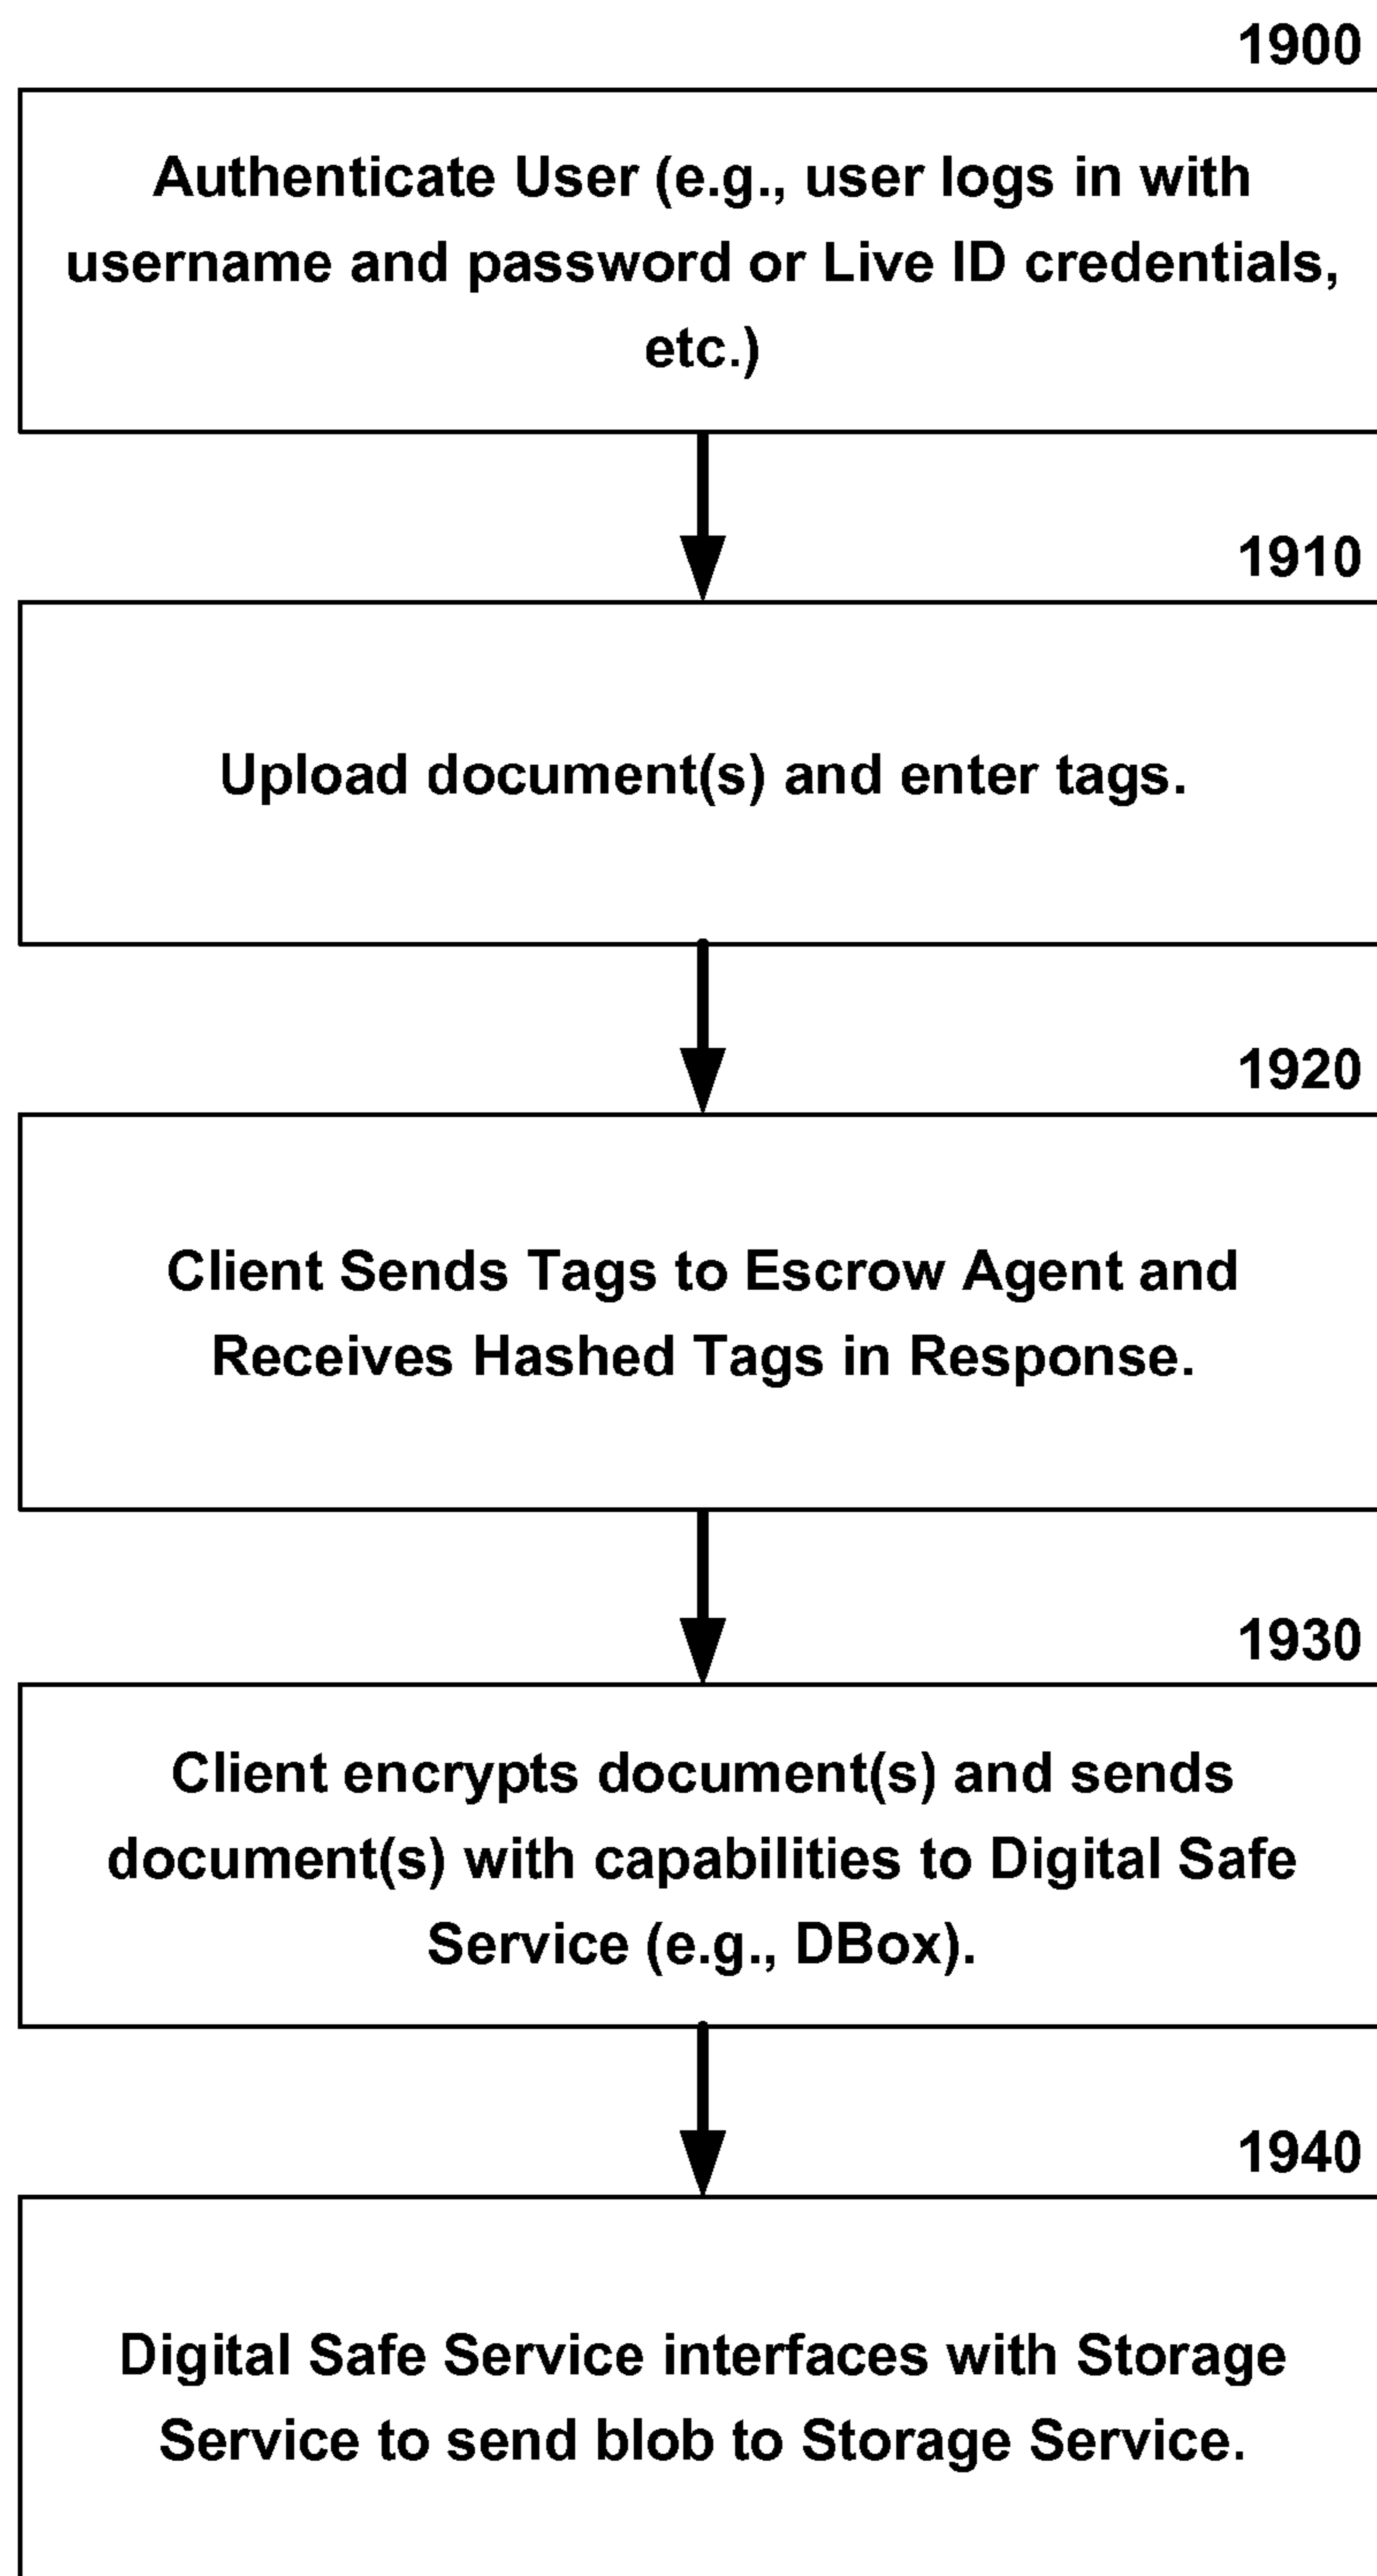 1900
Authenticate User (e.g., user logs in with
username and password or Live ID credentials,
etc.)
1910
Upload document(s) and enter tags.
1920
Client Sends Tags to Escrow Agent and
Receives Hashed Tags in Response.
1930
Client encrypts document(s) and sends
document(s) with capabilities to Digital Safe
Service (e.g., DBox).
1940
Digital Safe Service interfaces with Storage
Service to send blob to Storage Service.